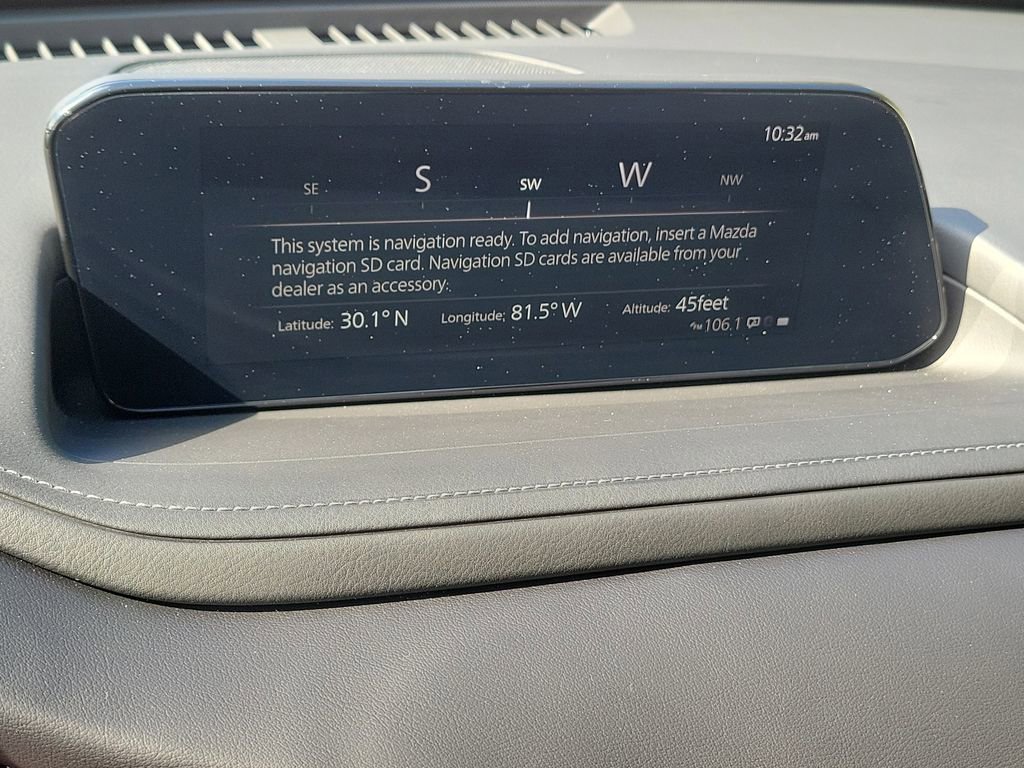 10:32am
SE S SW W NW
This system is navigation ready. To add navigation, insert a Mazda
navigation SD card. Navigation SD cards are available from your
dealer as an accessory.
Latitude: 30.1° N Longitude: 81.5° W Altitude: 45feet
FM 106.1